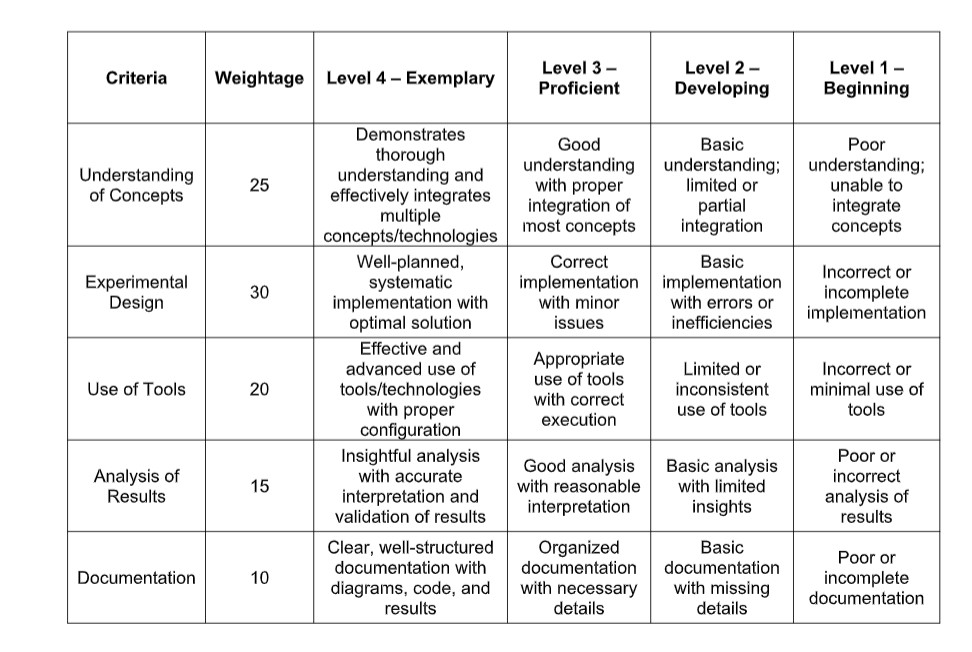 Criteria
Weightage
Level 4 – Exemplary
Level 3 –
Proficient
Level 2 –
Developing
Level 1 –
Beginning
Understanding
of Concepts
25
Demonstrates
thorough
understanding and
effectively integrates
multiple
concepts/technologies
Good
understanding
with proper
integration of
most concepts
Basic
understanding;
limited or
partial
integration
Poor
understanding;
unable to
integrate
concepts
Experimental
Design
30
Well-planned,
systematic
implementation with
optimal solution
Correct
implementation
with minor
issues
Basic
implementation
with errors or
inefficiencies
Incorrect or
incomplete
implementation
Use of Tools
20
Effective and
advanced use of
tools/technologies
with proper
configuration
Appropriate
use of tools
with correct
execution
Limited or
inconsistent
use of tools
Incorrect or
minimal use of
tools
Analysis of
Results
15
Insightful analysis
with accurate
interpretation and
validation of results
Good analysis
with reasonable
interpretation
Basic analysis
with limited
insights
Poor or
incorrect
analysis of
results
Documentation
10
Clear, well-structured
documentation with
diagrams, code, and
results
Organized
documentation
with necessary
details
Basic
documentation
with missing
details
Poor or
incomplete
documentation